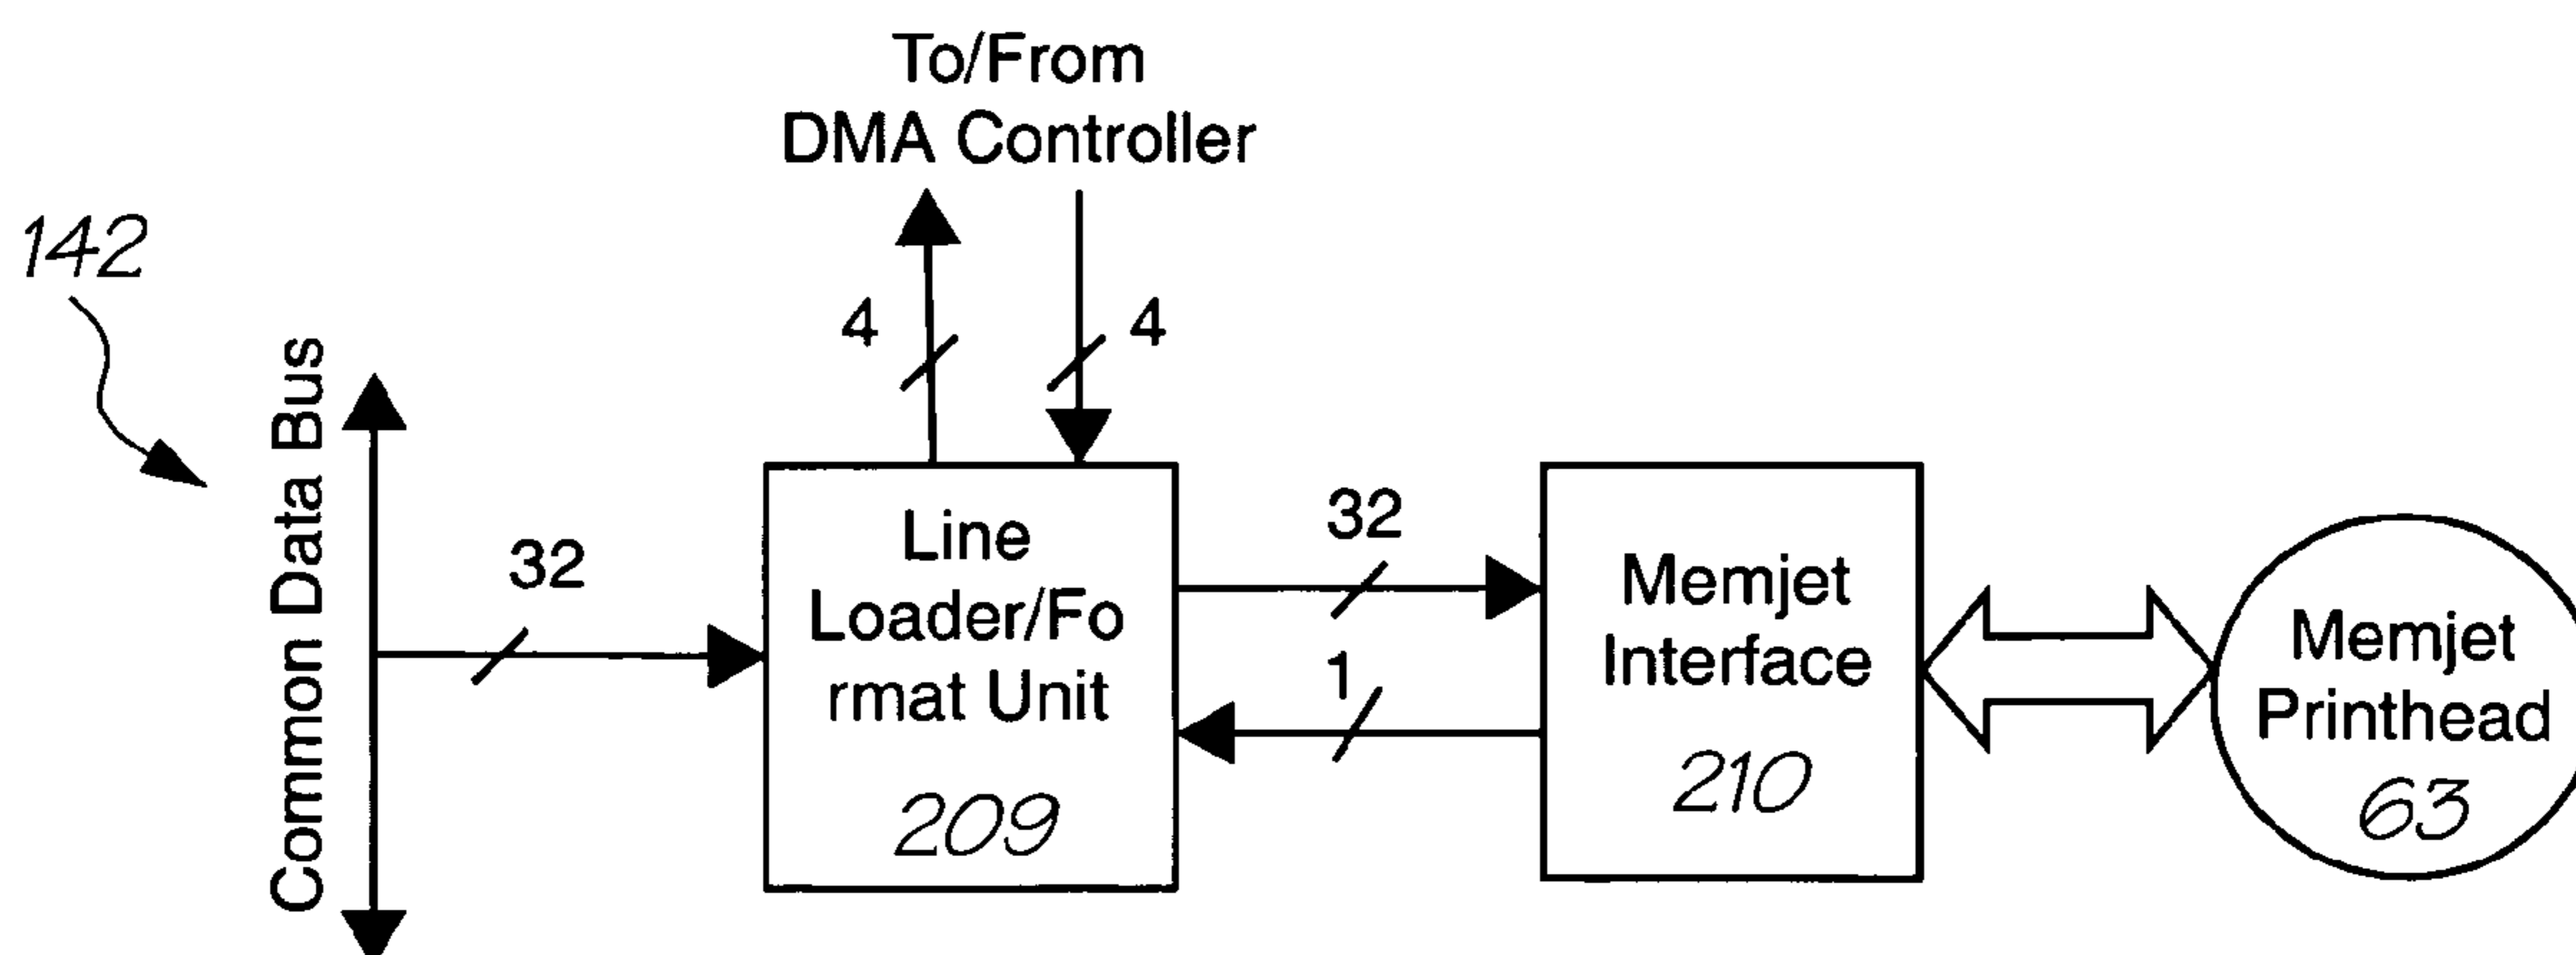 To/From
DMA Controller
142
4
4
Common Data Bus
32
Line
Loader/Fo
rmat Unit
209
32
1
Memjet
Interface
210
Memjet
Printhead
63